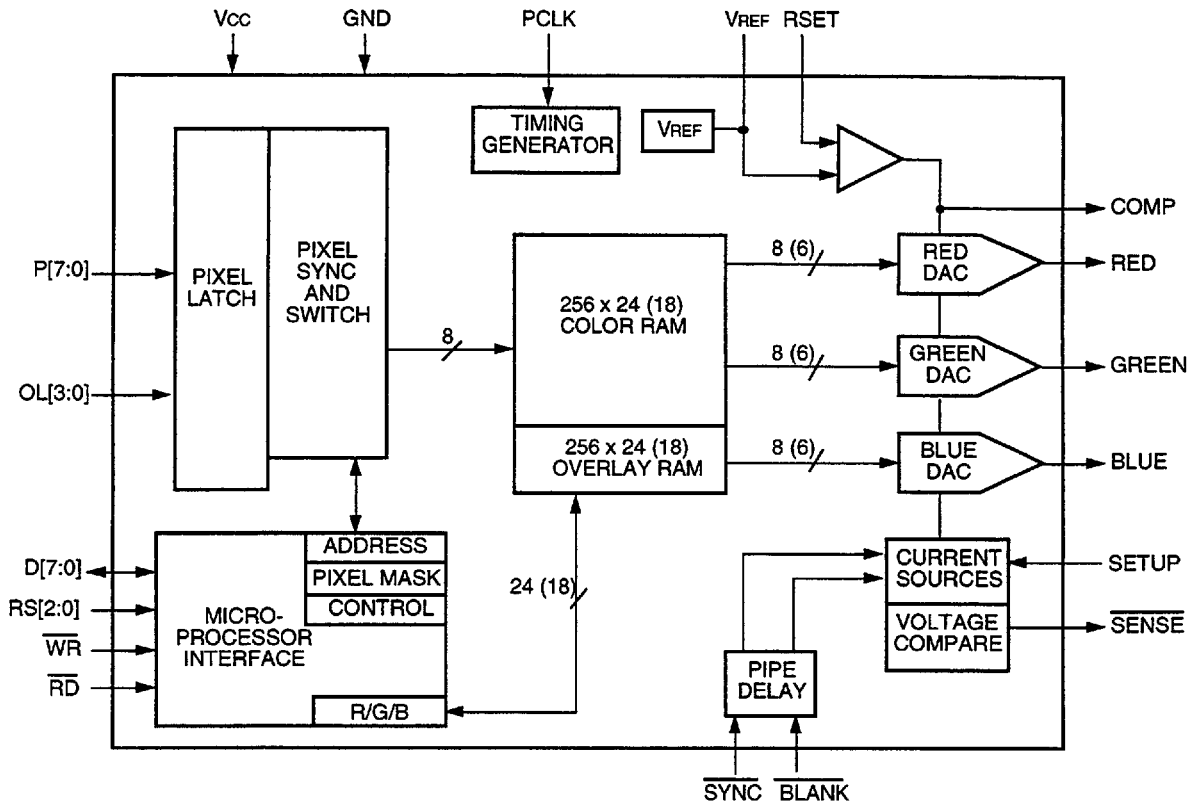 Vcc GND PCLK VREF RSET
TIMING
GENERATOR
VREF
COMP
P[7:0]
PIXEL
LATCH
PIXEL
SYNC
AND
SWITCH
OL[3:0]
8
256 x 24 (18)
COLOR RAM
256 x 24 (18)
OVERLAY RAM
8 (6)
RED
DAC
RED
8 (6)
GREEN
DAC
GREEN
8 (6)
BLUE
DAC
BLUE
D[7:0]
RS[2:0]
WR
RD
MICRO-
PROCESSOR
INTERFACE
ADDRESS
PIXEL MASK
CONTROL
R/G/B
24 (18)
CURRENT
SOURCES
SETUP
VOLTAGE
COMPARE
SENSE
PIPE
DELAY
SYNC BLANK